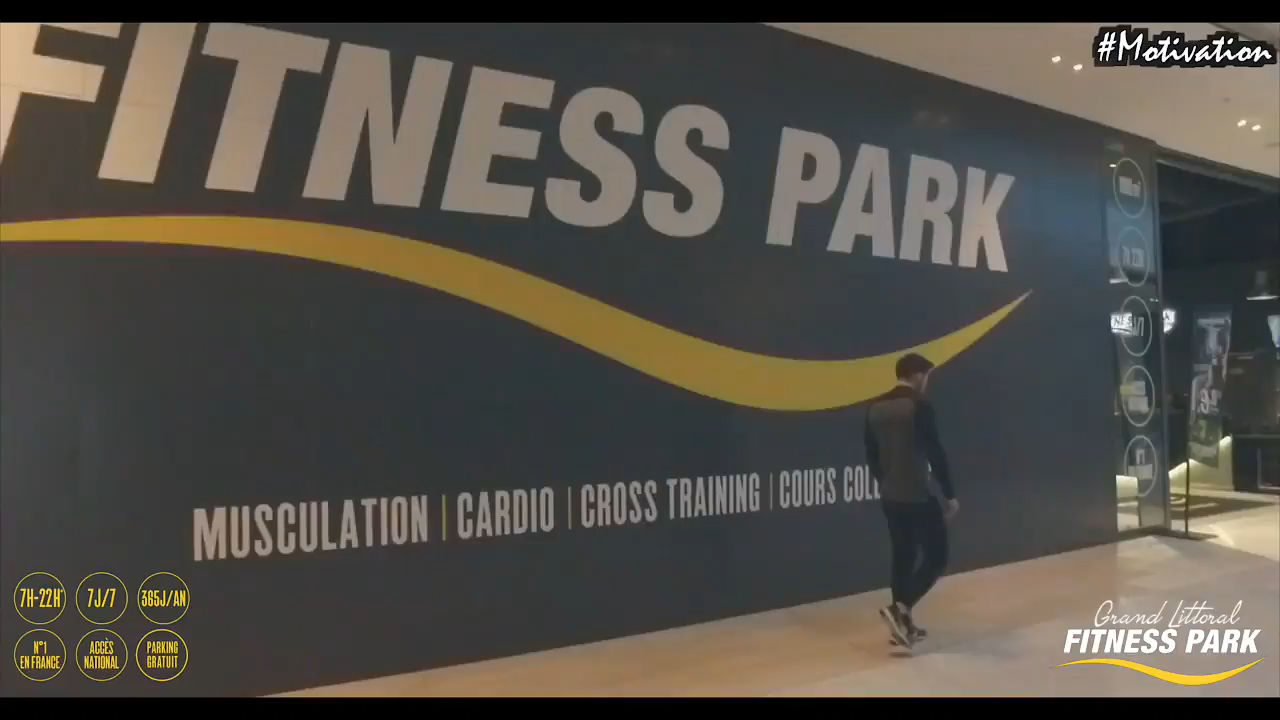 #Motivation
FITNESS PARK
MUSCULATION | CARDIO | CROSS TRAINING | COURS
7H-22H*
7J/7
365J/AN
N°1
EN FRANCE
ACCÈS
NATIONAL
PARKING
GRATUIT
Grand Littoral
FITNESS PARK